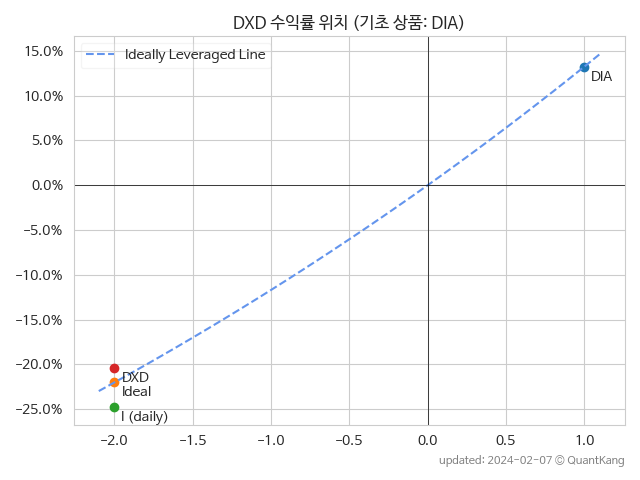 DXD 수익률 위치 (기초 상품: DIA)
15.0%
10.0%
5.0%
0.0%
−5.0%
−10.0%
−15.0%
−20.0%
−25.0%
Ideally Leveraged Line
DIA
DXD
Ideal
I (daily)
−2.0
−1.5
−1.0
−0.5
0.0
0.5
1.0
updated: 2024-02-07 © QuantKang